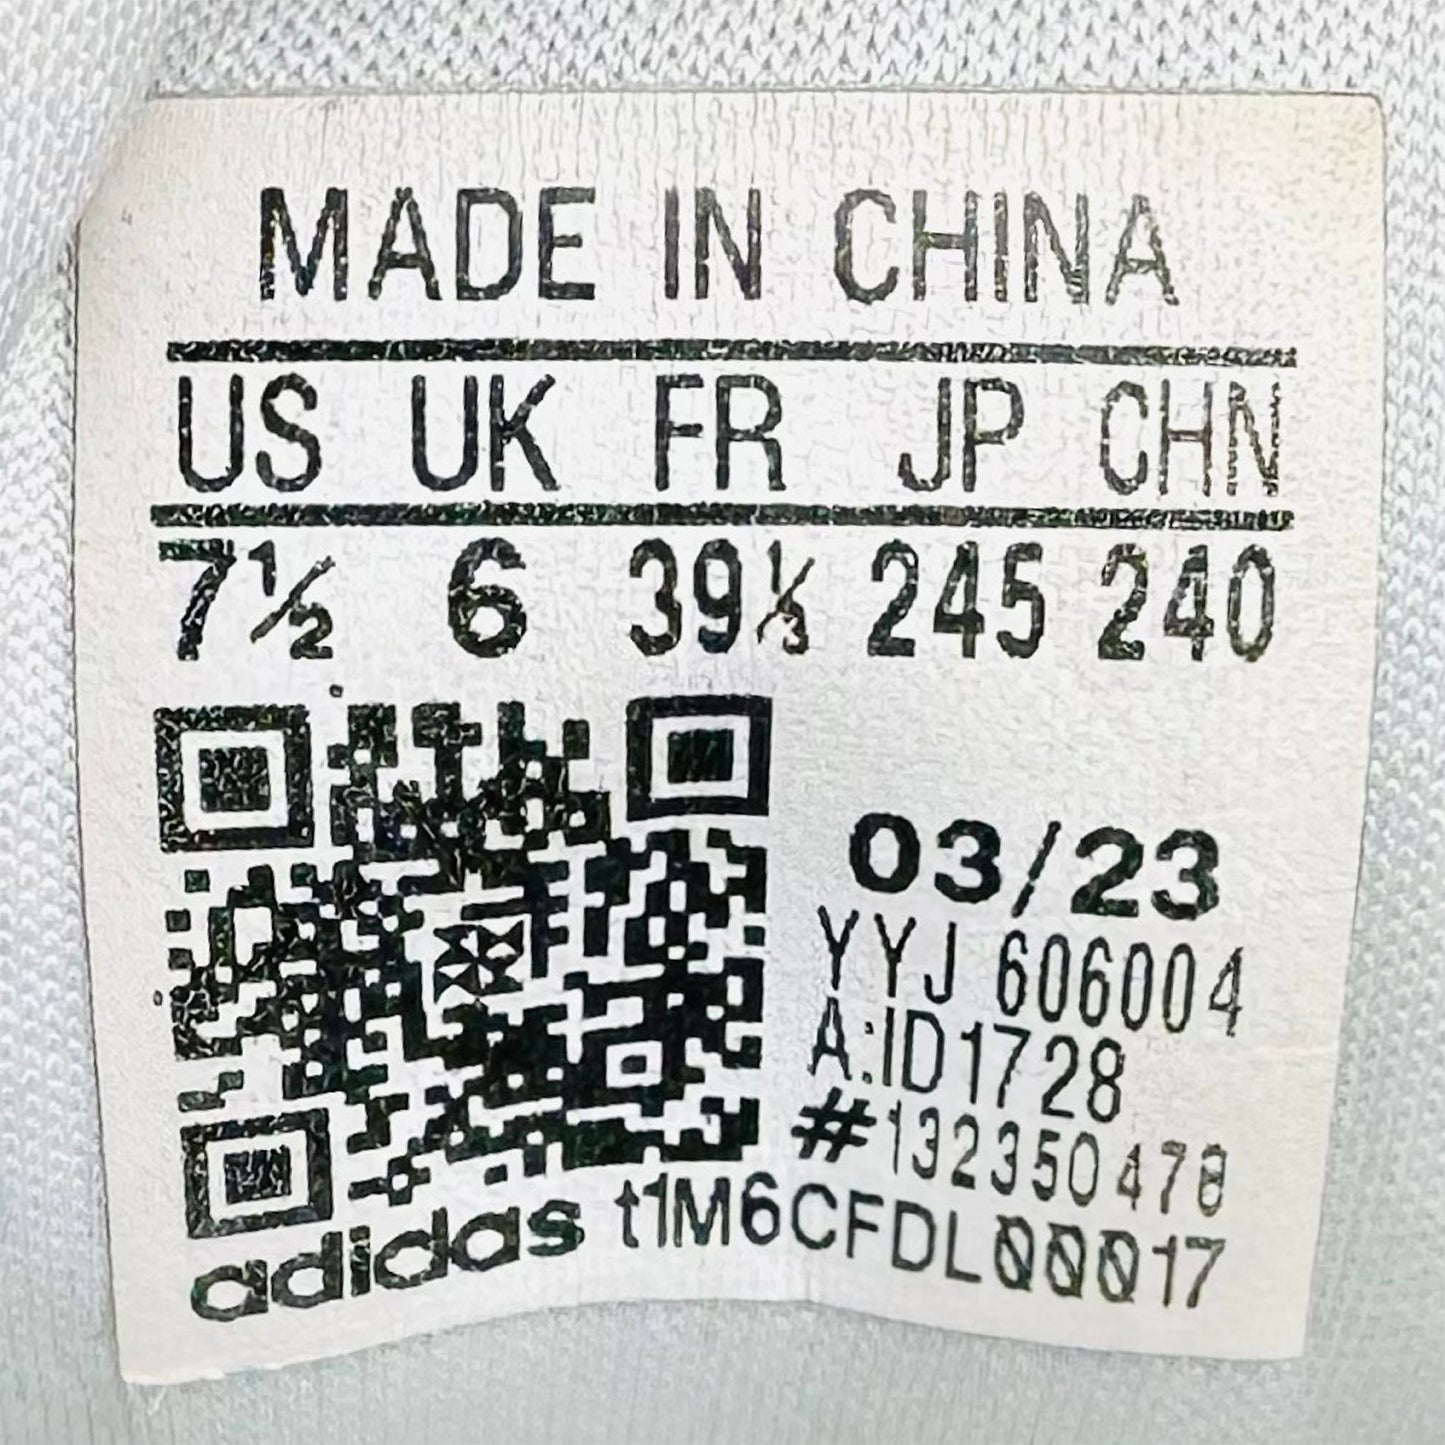 MADE IN CHINA
US UK FR JP CHN
7½ 6 39⅓ 245 240
03/23
YYJ 606004
A:ID1728
#132350478
adidas t1M6CFDL00017